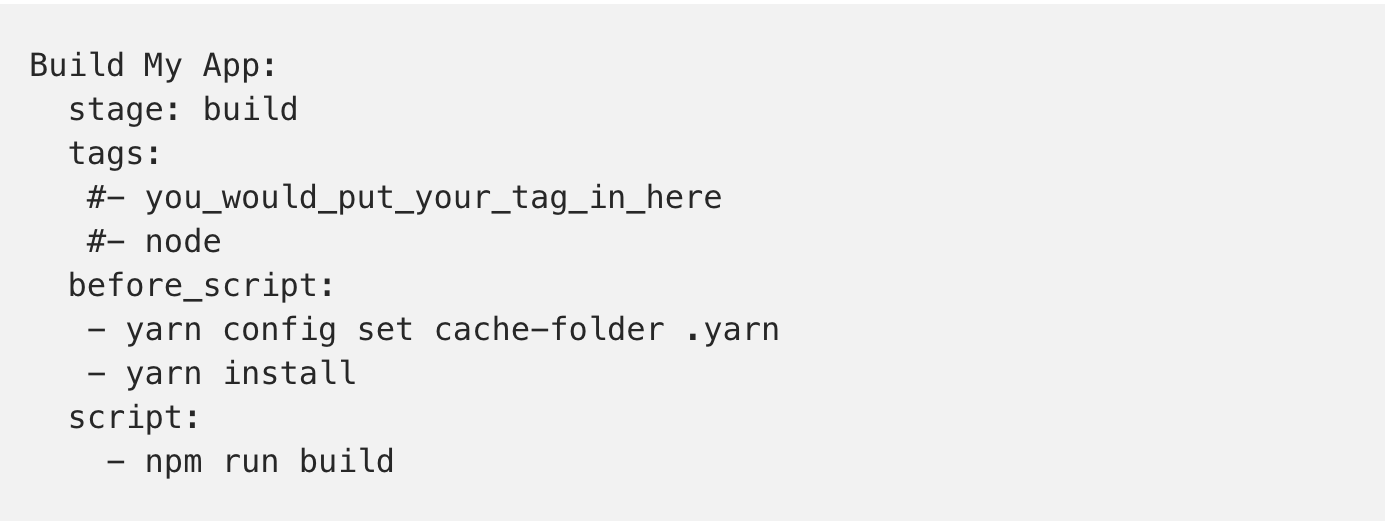 Build My App:
  stage: build
  tags:
   #- you_would_put_your_tag_in_here
   #- node
  before_script:
   - yarn config set cache-folder .yarn
   - yarn install
  script:
    - npm run build